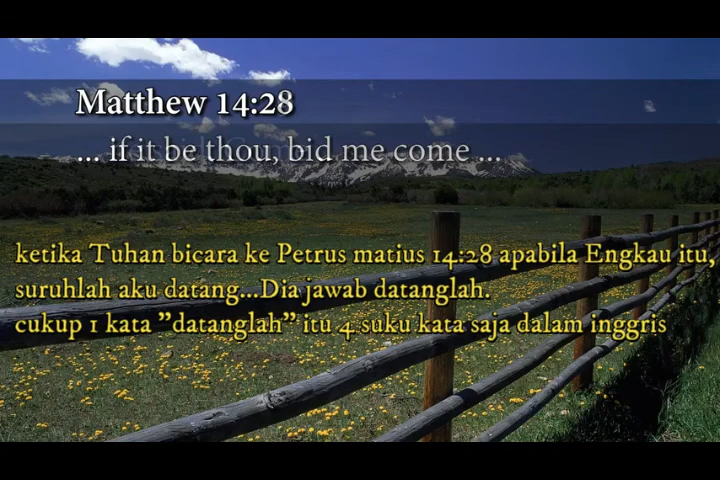 Matthew 14:28
... if it be thou, bid me come ...
ketika Tuhan bicara ke Petrus matius 14:28 apabila Engkau itu,
suruhlah aku datang...Dia jawab datanglah.
cukup 1 kata "datanglah" itu 4 suku kata saja dalam inggris